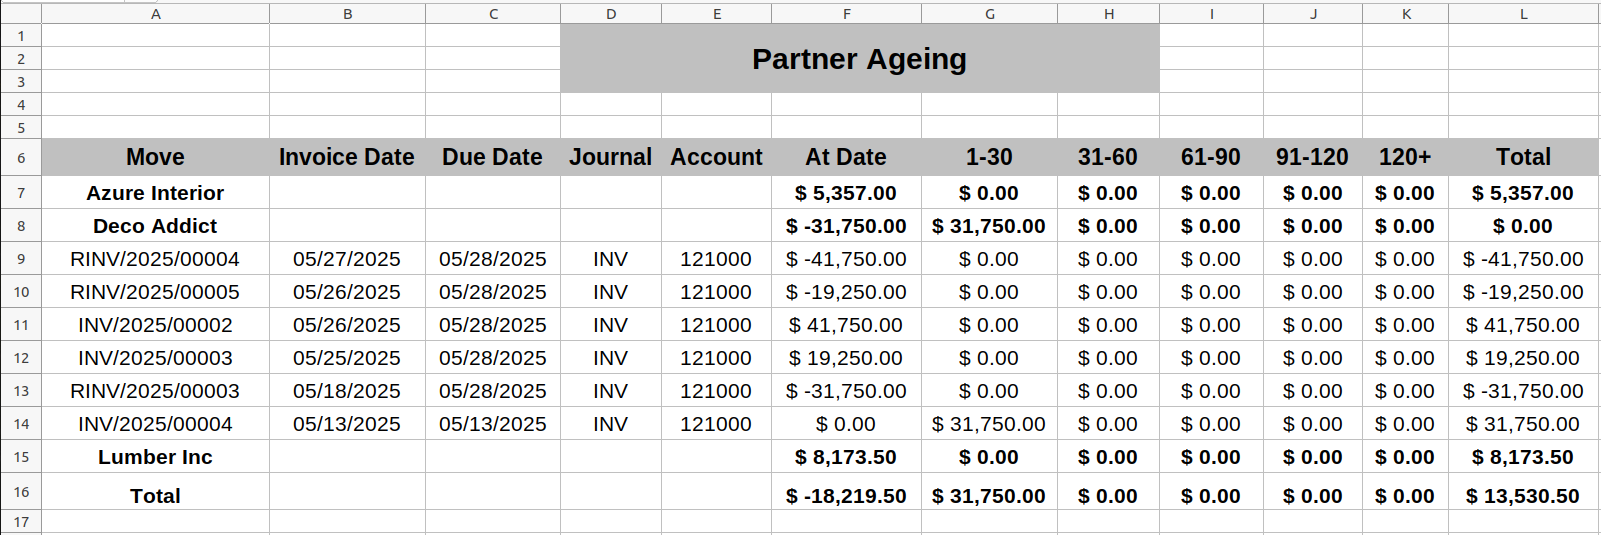 A B C D E F G H I J K L
1
2 Partner Ageing
3
4
5
6 Move Invoice Date Due Date Journal Account At Date 1-30 31-60 61-90 91-120 120+ Total
7 Azure Interior $ 5,357.00 $ 0.00 $ 0.00 $ 0.00 $ 0.00 $ 0.00 $ 5,357.00
8 Deco Addict $ -31,750.00 $ 31,750.00 $ 0.00 $ 0.00 $ 0.00 $ 0.00 $ 0.00
9 RINV/2025/00004 05/27/2025 05/28/2025 INV 121000 $ -41,750.00 $ 0.00 $ 0.00 $ 0.00 $ 0.00 $ 0.00 $ -41,750.00
10 RINV/2025/00005 05/26/2025 05/28/2025 INV 121000 $ -19,250.00 $ 0.00 $ 0.00 $ 0.00 $ 0.00 $ 0.00 $ -19,250.00
11 INV/2025/00002 05/26/2025 05/28/2025 INV 121000 $ 41,750.00 $ 0.00 $ 0.00 $ 0.00 $ 0.00 $ 0.00 $ 41,750.00
12 INV/2025/00003 05/25/2025 05/28/2025 INV 121000 $ 19,250.00 $ 0.00 $ 0.00 $ 0.00 $ 0.00 $ 0.00 $ 19,250.00
13 RINV/2025/00003 05/18/2025 05/28/2025 INV 121000 $ -31,750.00 $ 0.00 $ 0.00 $ 0.00 $ 0.00 $ 0.00 $ -31,750.00
14 INV/2025/00004 05/13/2025 05/13/2025 INV 121000 $ 0.00 $ 31,750.00 $ 0.00 $ 0.00 $ 0.00 $ 0.00 $ 31,750.00
15 Lumber Inc $ 8,173.50 $ 0.00 $ 0.00 $ 0.00 $ 0.00 $ 0.00 $ 8,173.50
16 Total $ -18,219.50 $ 31,750.00 $ 0.00 $ 0.00 $ 0.00 $ 0.00 $ 13,530.50
17